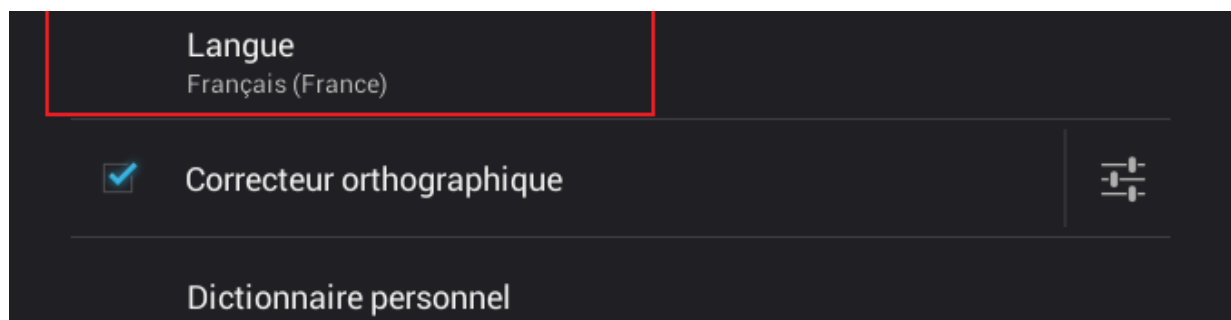 Langue
Français (France)
Correcteur orthographique
Dictionnaire personnel